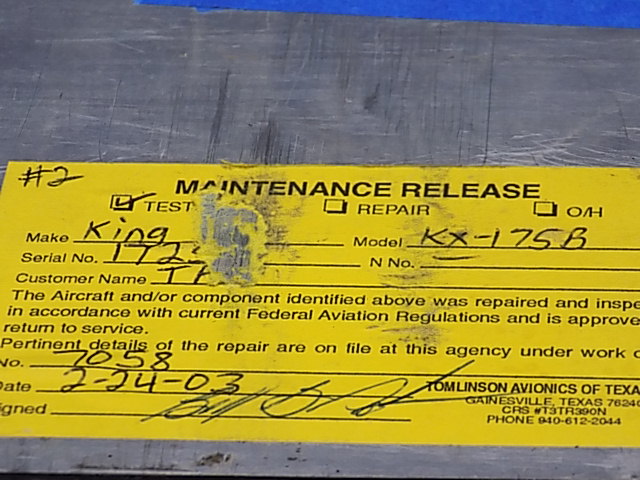 #2
MAINTENANCE RELEASE
TEST REPAIR O/H
Make King Model KX-175B
Serial No. 172 N No. —
Customer Name
The Aircraft and/or component identified above was repaired and inspe
in accordance with current Federal Aviation Regulations and is approve
return to service.
Pertinent details of the repair are on file at this agency under work o
No. 7058
Date 2-24-03 TOMLINSON AVIONICS OF TEXA
GAINESVILLE, TEXAS 76240
igned CRS #T3TR390N
PHONE 940-612-2044